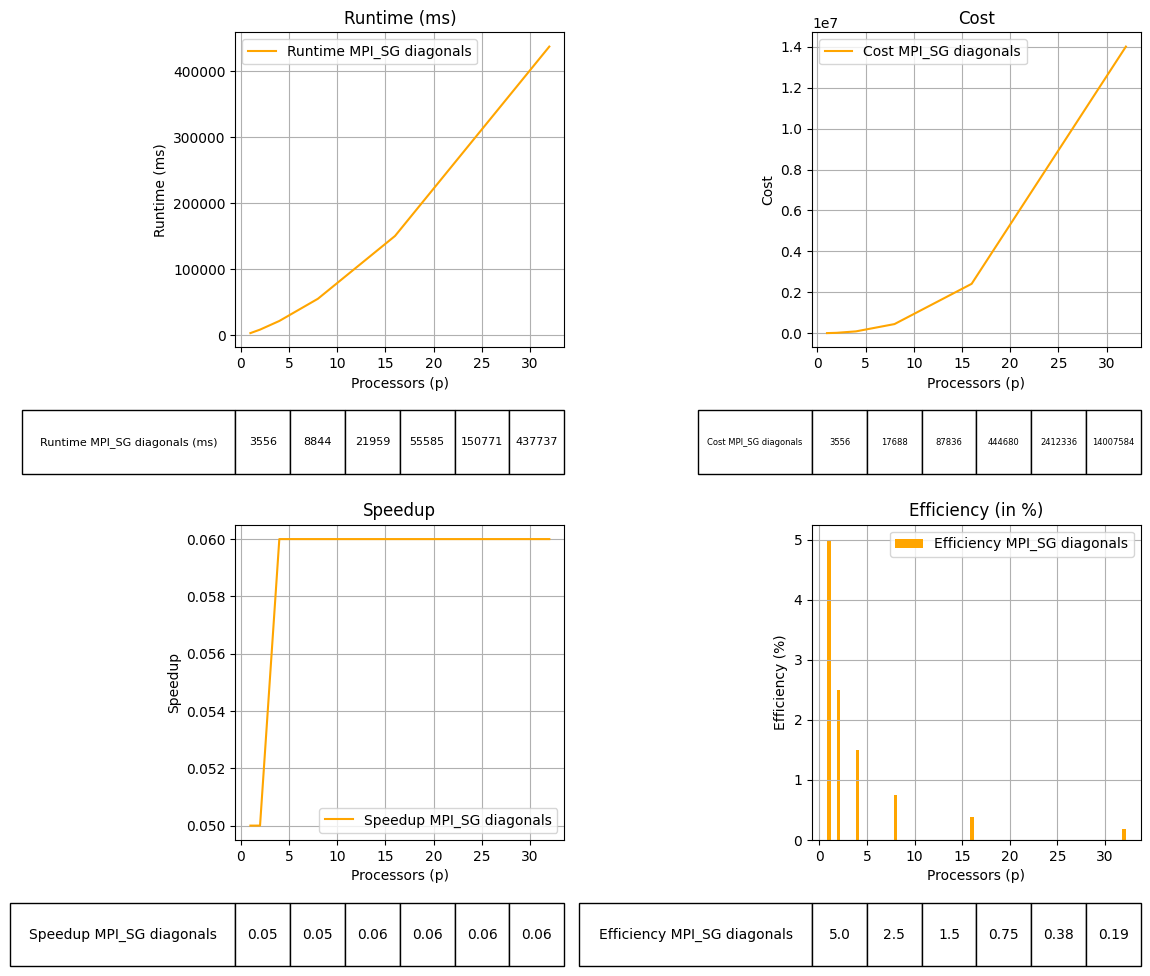 Runtime (ms)
Runtime MPI_SG diagonals
Runtime (ms)
400000
300000
200000
100000
0
0 5 10 15 20 25 30
Processors (p)
Runtime MPI_SG diagonals (ms) 3556 8844 21959 55585 150771 437737
Cost
1e7
Cost MPI_SG diagonals
Cost
1.4
1.2
1.0
0.8
0.6
0.4
0.2
0.0
0 5 10 15 20 25 30
Processors (p)
Cost MPI_SG diagonals 3556 17688 87836 444680 2412336 14007584
Speedup
Speedup
0.060
0.058
0.056
0.054
0.052
0.050
Speedup MPI_SG diagonals
0 5 10 15 20 25 30
Processors (p)
Speedup MPI_SG diagonals 0.05 0.05 0.06 0.06 0.06 0.06
Efficiency (in %)
Efficiency MPI_SG diagonals
Efficiency (%)
5
4
3
2
1
0
0 5 10 15 20 25 30
Processors (p)
Efficiency MPI_SG diagonals 5.0 2.5 1.5 0.75 0.38 0.19